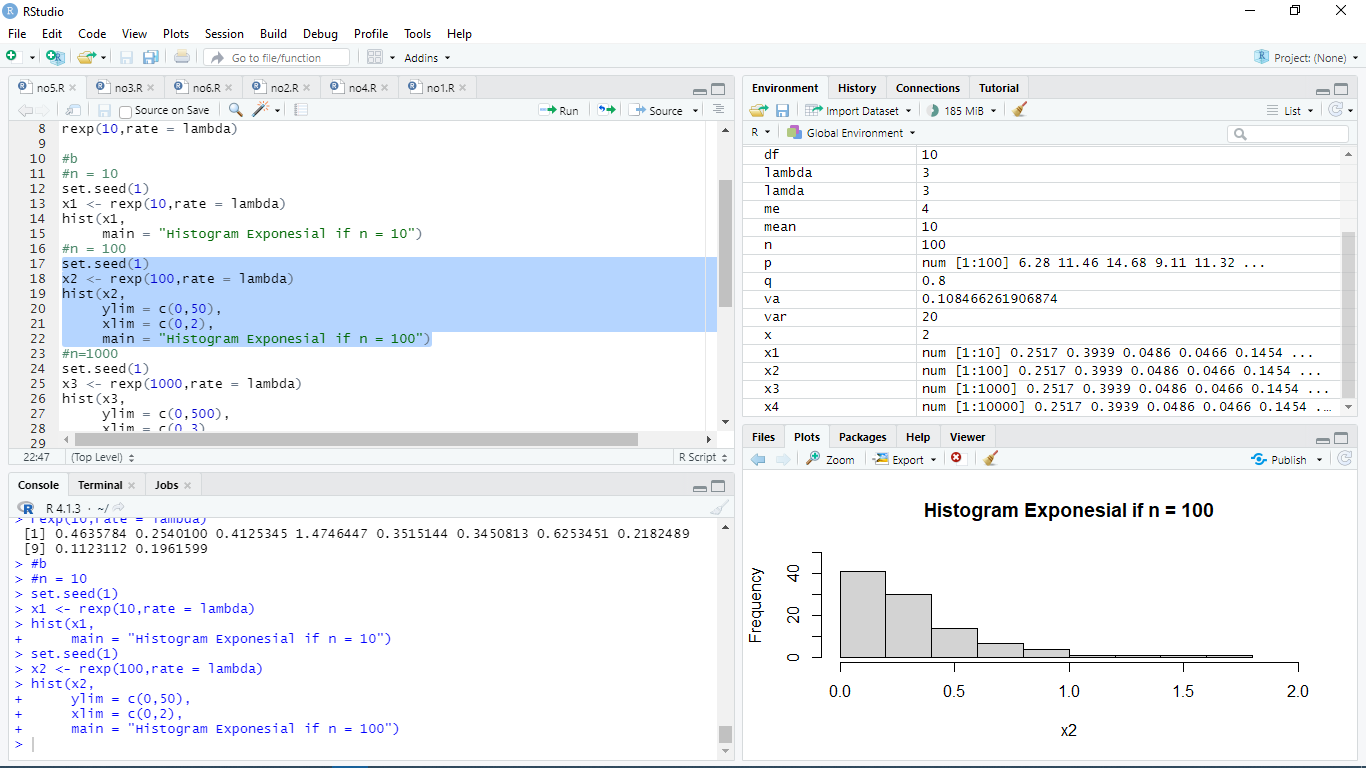 RStudio
File Edit Code View Plots Session Build Debug Profile Tools Help
Go to file/function Addins Project: (None)
no5.R no3.R no6.R no2.R no4.R no1.R
Source on Save Run Source
8 rexp(10,rate = lambda)
9
10 #b
11 #n = 10
12 set.seed(1)
13 x1 <- rexp(10,rate = lambda)
14 hist(x1,
15 main = "Histogram Exponesial if n = 10")
16 #n = 100
17 set.seed(1)
18 x2 <- rexp(100,rate = lambda)
19 hist(x2,
20 ylim = c(0,50),
21 xlim = c(0,2),
22 main = "Histogram Exponesial if n = 100")
23 #n=1000
24 set.seed(1)
25 x3 <- rexp(1000,rate = lambda)
26 hist(x3,
27 ylim = c(0,500),
28 xlim = c(0,3)
29
22:47 (Top Level) R Script
Console Terminal Jobs
R 4.1.3 · ~/
> rexp(10,rate = lambda)
[1] 0.4635784 0.2540100 0.4125345 1.4746447 0.3515144 0.3450813 0.6253451 0.2182489
[9] 0.1123112 0.1961599
> #b
> #n = 10
> set.seed(1)
> x1 <- rexp(10,rate = lambda)
> hist(x1,
+ main = "Histogram Exponesial if n = 10")
> set.seed(1)
> x2 <- rexp(100,rate = lambda)
> hist(x2,
+ ylim = c(0,50),
+ xlim = c(0,2),
+ main = "Histogram Exponesial if n = 100")
>
Environment History Connections Tutorial
Import Dataset 185 MiB List
R Global Environment
df 10
lambda 3
lamda 3
me 4
mean 10
n 100
p num [1:100] 6.28 11.46 14.68 9.11 11.32 ...
q 0.8
va 0.108466261906874
var 20
x 2
x1 num [1:10] 0.2517 0.3939 0.0486 0.0466 0.1454 ...
x2 num [1:100] 0.2517 0.3939 0.0486 0.0466 0.1454 ...
x3 num [1:1000] 0.2517 0.3939 0.0486 0.0466 0.1454 ...
x4 num [1:10000] 0.2517 0.3939 0.0486 0.0466 0.1454 ...
Files Plots Packages Help Viewer
Zoom Export Publish
Histogram Exponesial if n = 100
Frequency
40
20
0
0.0 0.5 1.0 1.5 2.0
x2